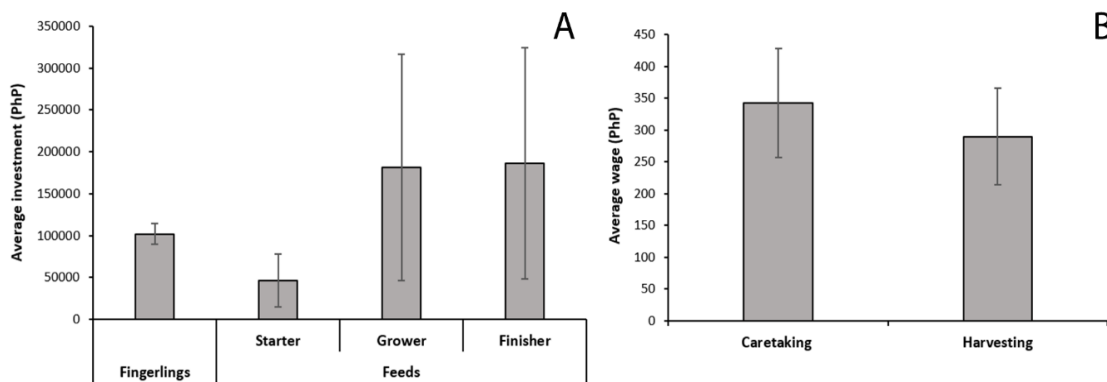 A
Average investment (PhP)
350000
300000
250000
200000
150000
100000
50000
0
Starter Grower Finisher
Fingerlings Feeds
B
Average wage (PhP)
450
400
350
300
250
200
150
100
50
0
Caretaking Harvesting